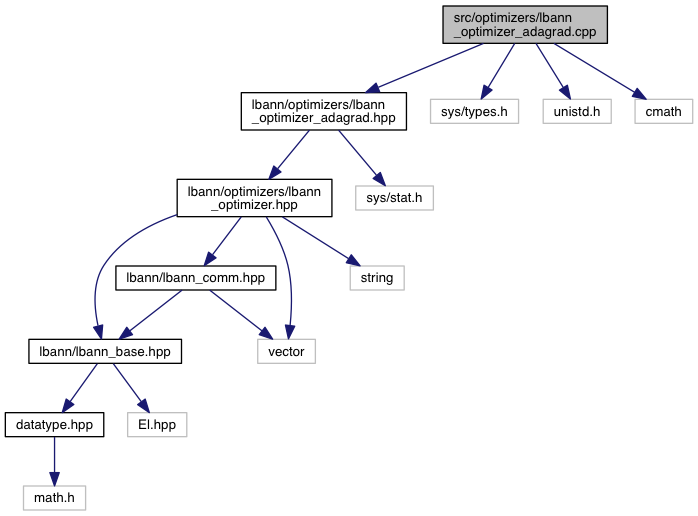 src/optimizers/lbann
_optimizer_adagrad.cpp
lbann/optimizers/lbann
_optimizer_adagrad.hpp
sys/types.h
unistd.h
cmath
lbann/optimizers/lbann
_optimizer.hpp
sys/stat.h
lbann/lbann_comm.hpp
string
lbann/lbann_base.hpp
vector
datatype.hpp
El.hpp
math.h